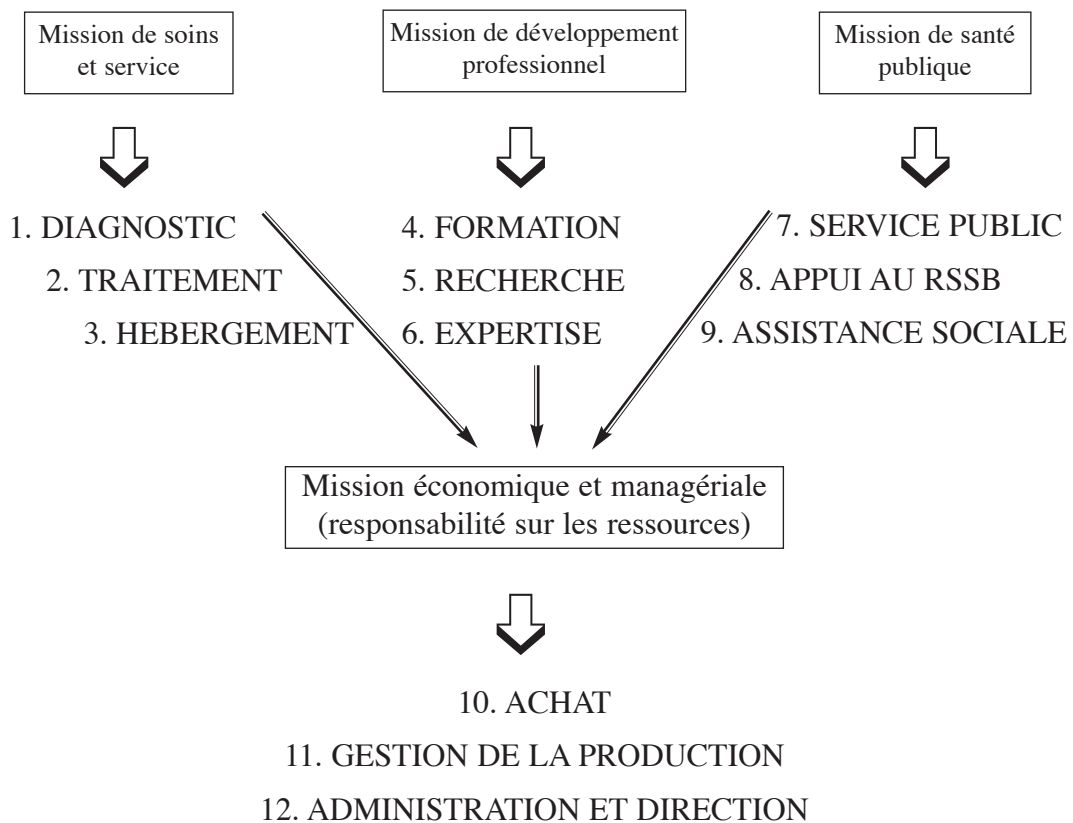 Mission de soins
et service
Mission de développement
professionnel
Mission de santé
publique
1. DIAGNOSTIC
2. TRAITEMENT
3. HEBERGEMENT
4. FORMATION
5. RECHERCHE
6. EXPERTISE
7. SERVICE PUBLIC
8. APPUI AU RSSB
9. ASSISTANCE SOCIALE
Mission économique et managériale
(responsabilité sur les ressources)
10. ACHAT
11. GESTION DE LA PRODUCTION
12. ADMINISTRATION ET DIRECTION